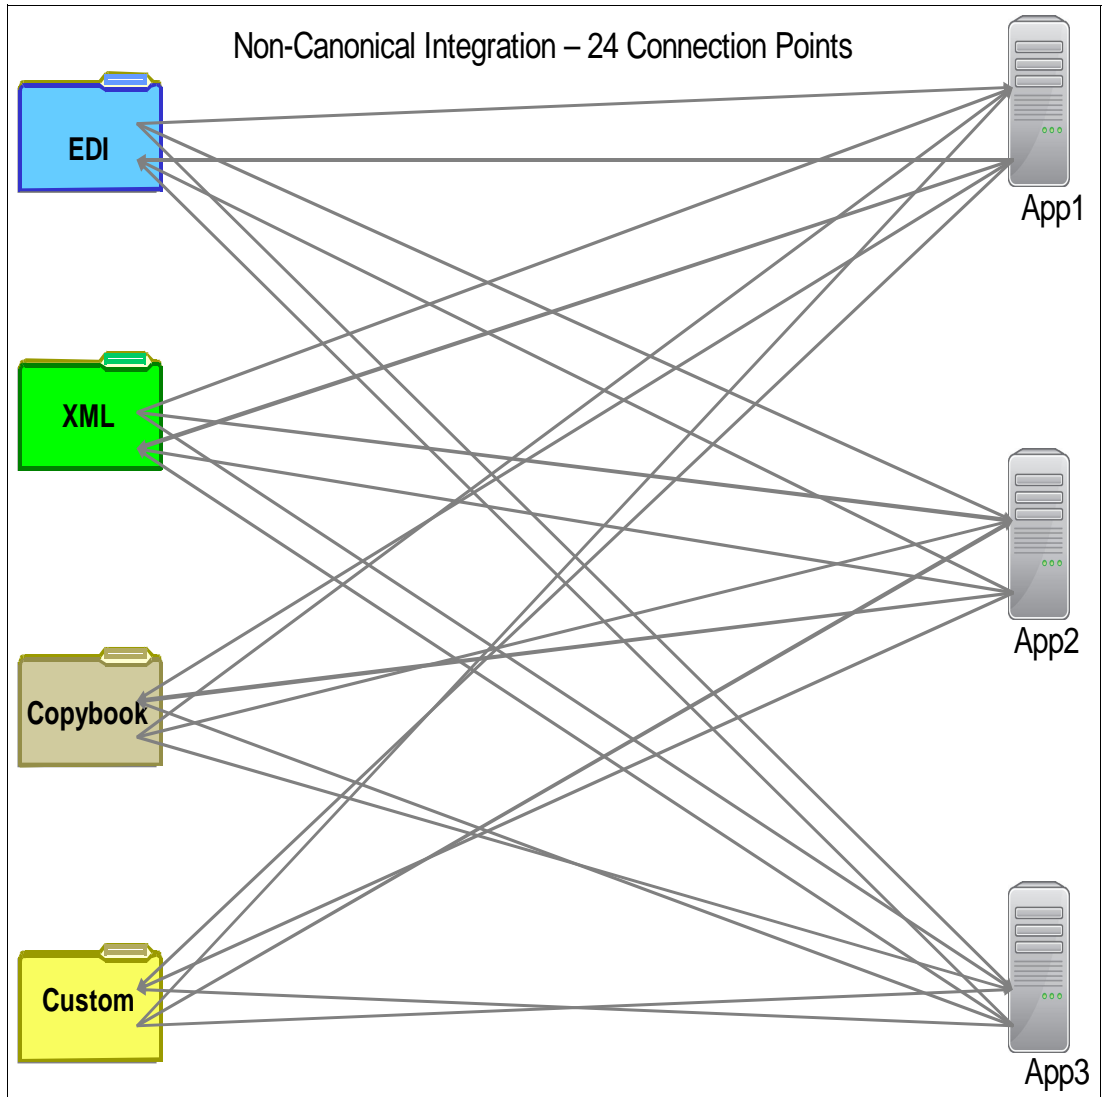 Non-Canonical Integration – 24 Connection Points
EDI
App1
XML
App2
Copybook
Custom
App3